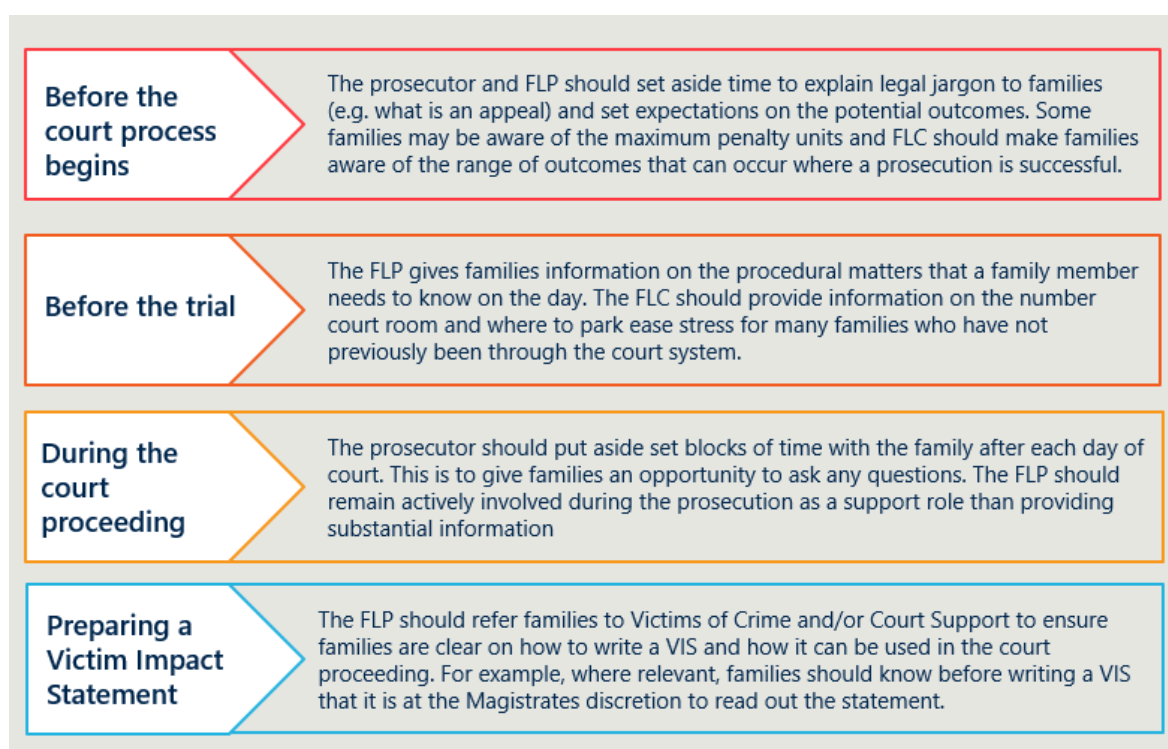 Before the
court process
begins
The prosecutor and FLP should set aside time to explain legal jargon to families
(e.g. what is an appeal) and set expectations on the potential outcomes. Some
families may be aware of the maximum penalty units and FLC should make families
aware of the range of outcomes that can occur where a prosecution is successful.
Before the trial
The FLP gives families information on the procedural matters that a family member
needs to know on the day. The FLC should provide information on the number
court room and where to park ease stress for many families who have not
previously been through the court system.
During the
court
proceeding
The prosecutor should put aside set blocks of time with the family after each day of
court. This is to give families an opportunity to ask any questions. The FLP should
remain actively involved during the prosecution as a support role than providing
substantial information
Preparing a
Victim Impact
Statement
The FLP should refer families to Victims of Crime and/or Court Support to ensure
families are clear on how to write a VIS and how it can be used in the court
proceeding. For example, where relevant, families should know before writing a VIS
that it is at the Magistrates discretion to read out the statement.